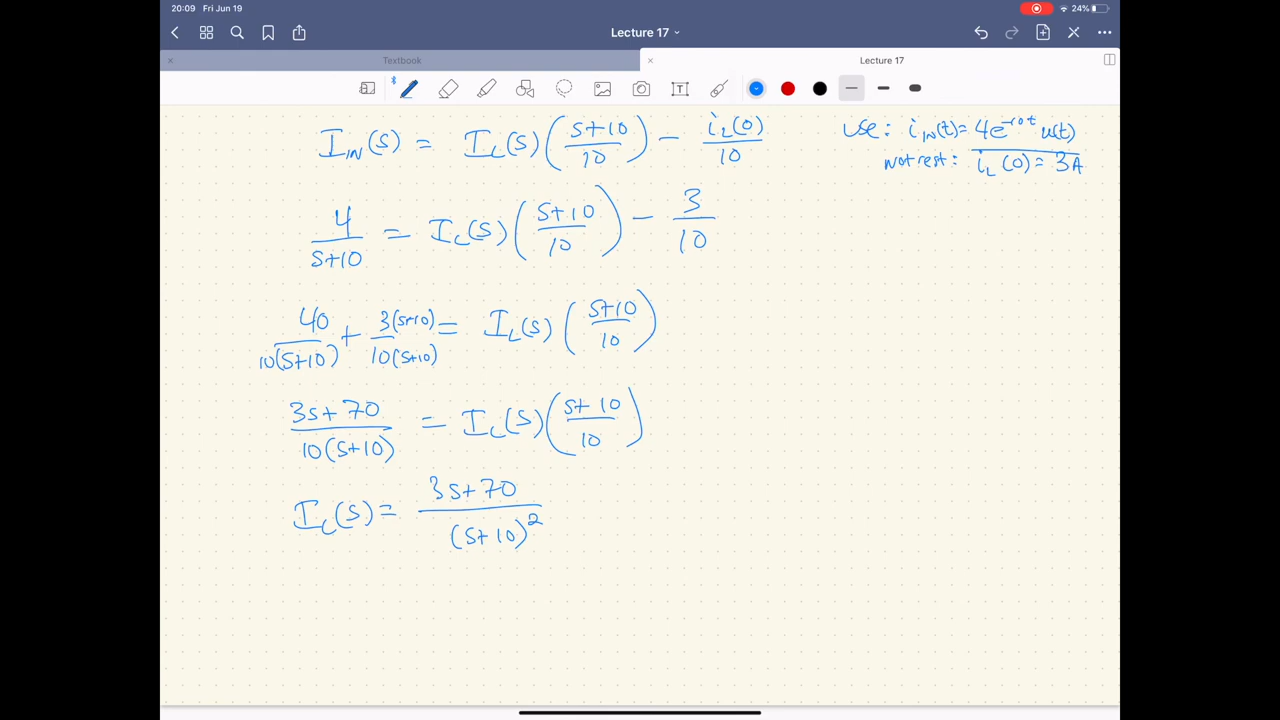 20:09 Fri Jun 19
24%
Lecture 17
Textbook
Lecture 17
I_IN(s) = I_L(s) ((s+10)/10) - i_L(0)/10
use: i_IN(t) = 4e^{-10t} u(t)
not rest: i_L(0) = 3A
4/(s+10) = I_L(s) ((s+10)/10) - 3/10
40/(10(s+10)) + 3(s+10)/(10(s+10)) = I_L(s) ((s+10)/10)
(3s+70)/(10(s+10)) = I_L(s) ((s+10)/10)
I_L(s) = (3s+70)/(s+10)^2